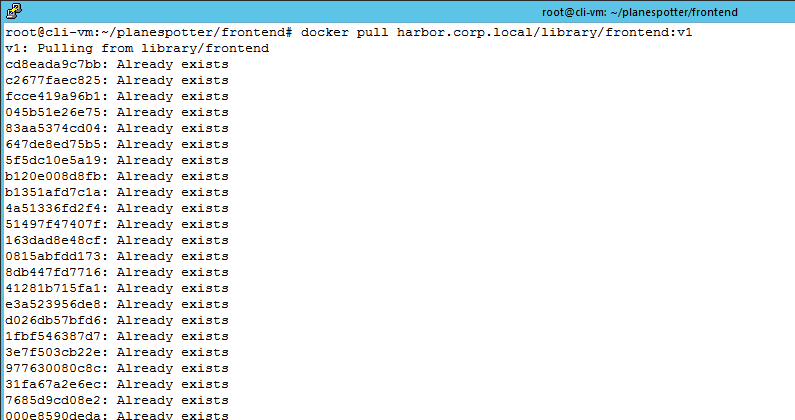 root@cli-vm: ~/planespotter/frontend
root@cli-vm:~/planespotter/frontend# docker pull harbor.corp.local/library/frontend:v1
v1: Pulling from library/frontend
cd8eada9c7bb: Already exists
c2677faec825: Already exists
fcce419a96b1: Already exists
045b51e26e75: Already exists
83aa5374cd04: Already exists
647de8ed75b5: Already exists
5f5dc10e5a19: Already exists
b120e008d8fb: Already exists
b1351afd7c1a: Already exists
4a51336fd2f4: Already exists
51497f47407f: Already exists
163dad8e48cf: Already exists
0815abfdd173: Already exists
8db447fd7716: Already exists
41281b715fa1: Already exists
e3a523956de8: Already exists
d026db57bfd6: Already exists
1fbf546387d7: Already exists
3e7f503cb22e: Already exists
977630080c8c: Already exists
31fa67a2e6ec: Already exists
7685d9cd08e2: Already exists
000e8590deda: Already exists